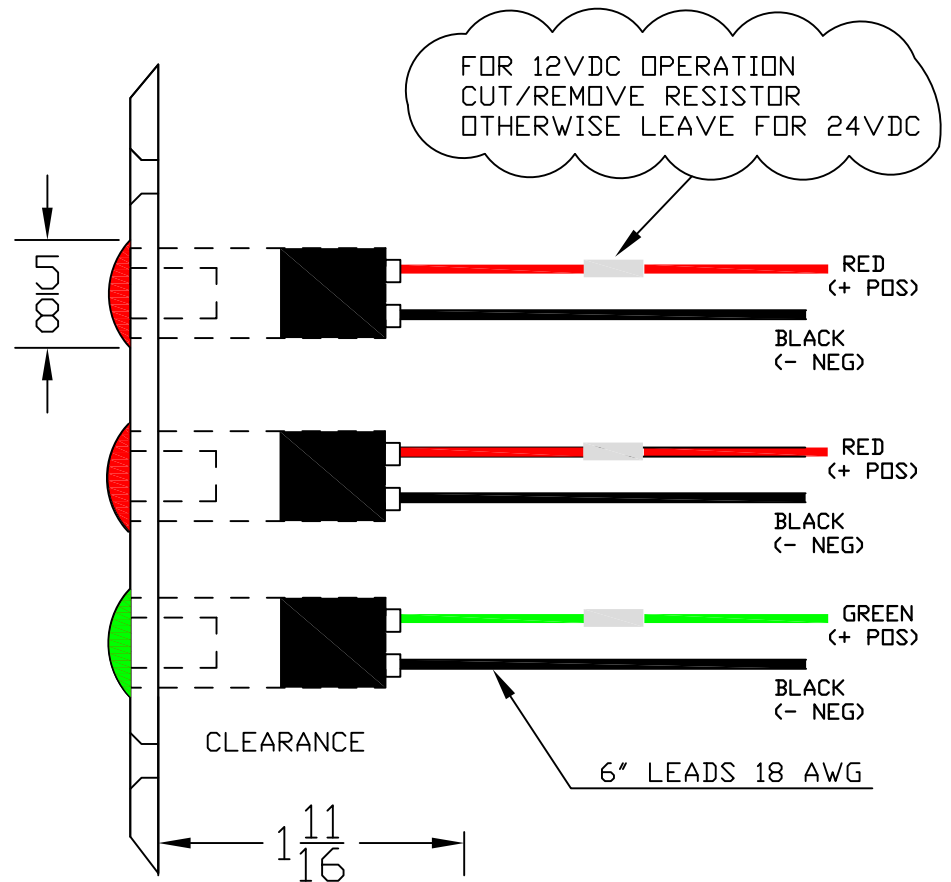 FOR 12VDC OPERATION
CUT/REMOVE RESISTOR
OTHERWISE LEAVE FOR 24VDC
5/8
RED
(+ POS)
BLACK
(- NEG)
RED
(+ POS)
BLACK
(- NEG)
GREEN
(+ POS)
BLACK
(- NEG)
CLEARANCE
6" LEADS 18 AWG
1 11/16